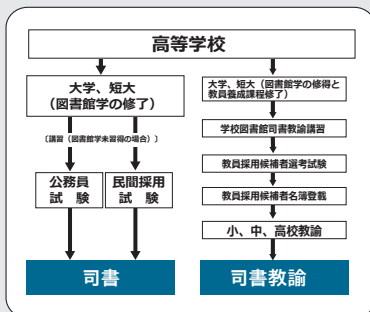 高等学校
大学、短大
（図書館学の修了）
〔講習（図書館学未習得の場合）〕
公務員
試　験
民間採用
試　験
司書
大学、短大（図書館学の修得と
教員養成課程修了）
学校図書館司書教諭講習
教員採用候補者選考試験
教員採用候補者名簿登載
小、中、高校教諭
司書教諭